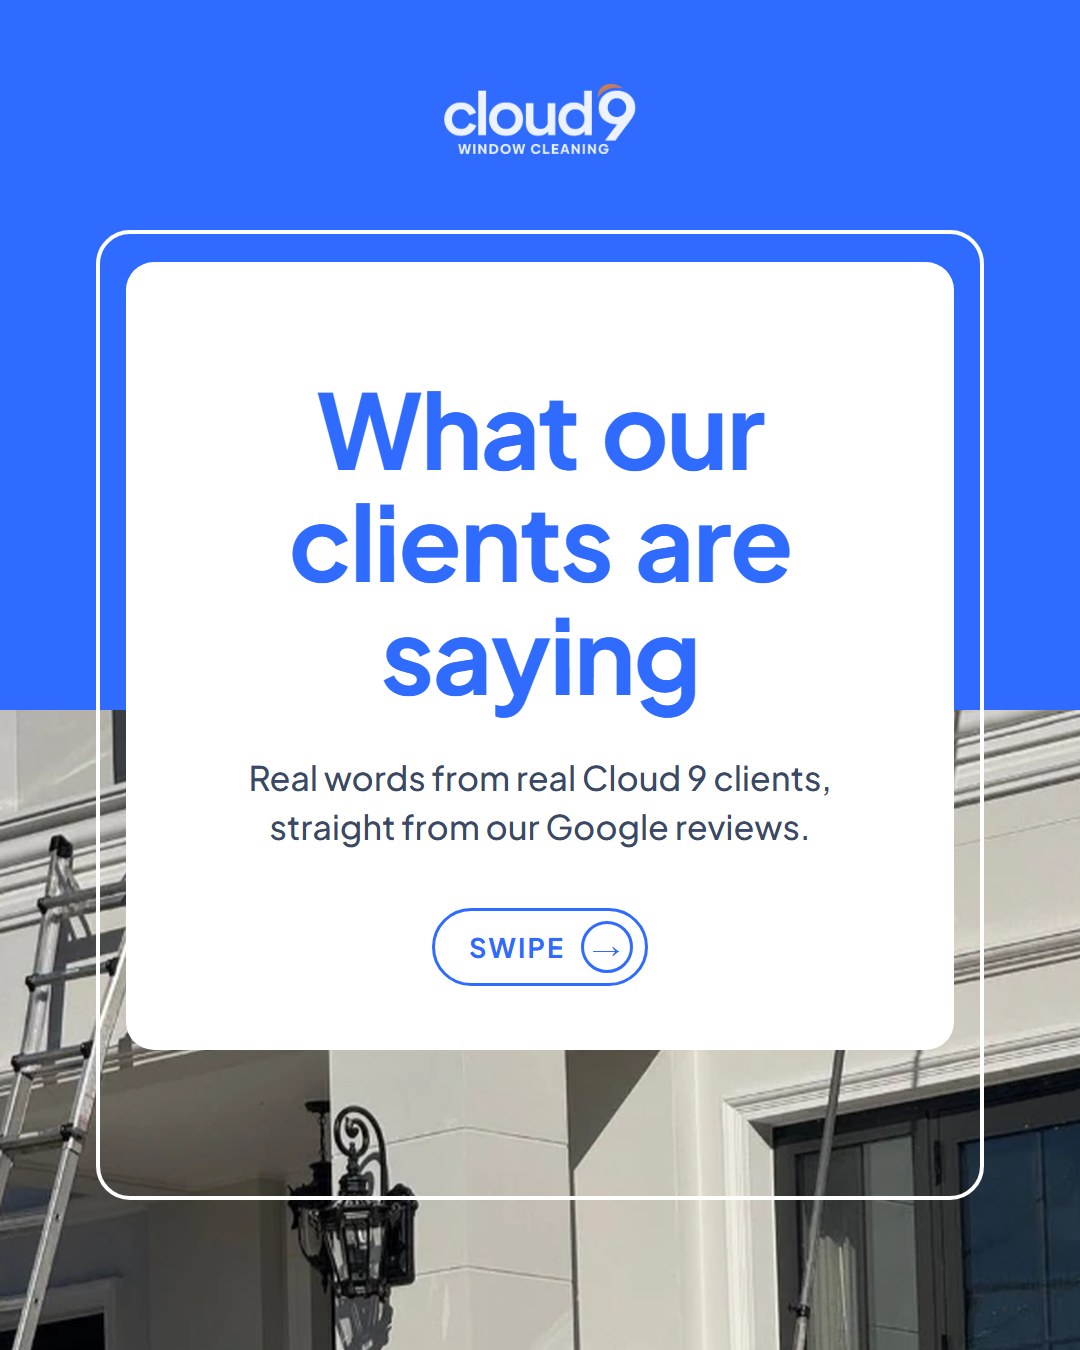 cloud9
WINDOW CLEANING
What our
clients are
saying
Real words from real Cloud 9 clients,
straight from our Google reviews.
SWIPE →